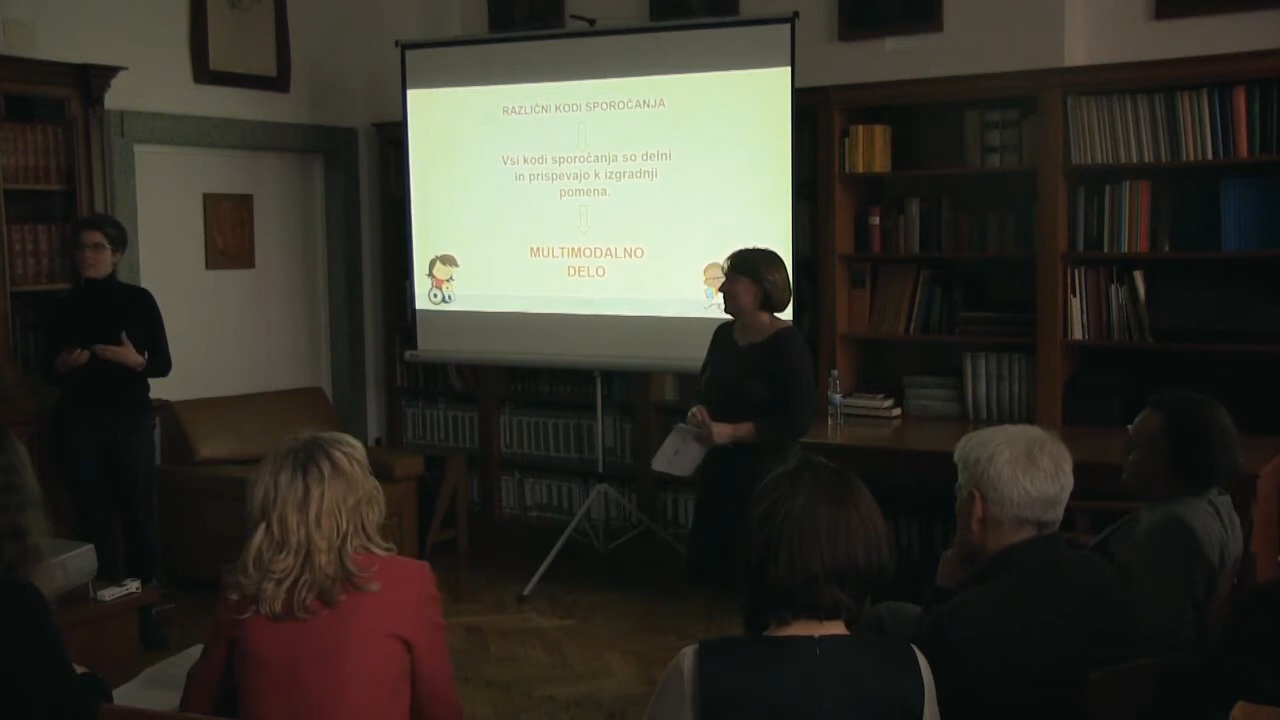 RAZLIČNI KODI SPOROČANJA
Vsi kodi sporočanja so delni
in prispevajo k izgradnji
pomena.
MULTIMODALNO
DELO